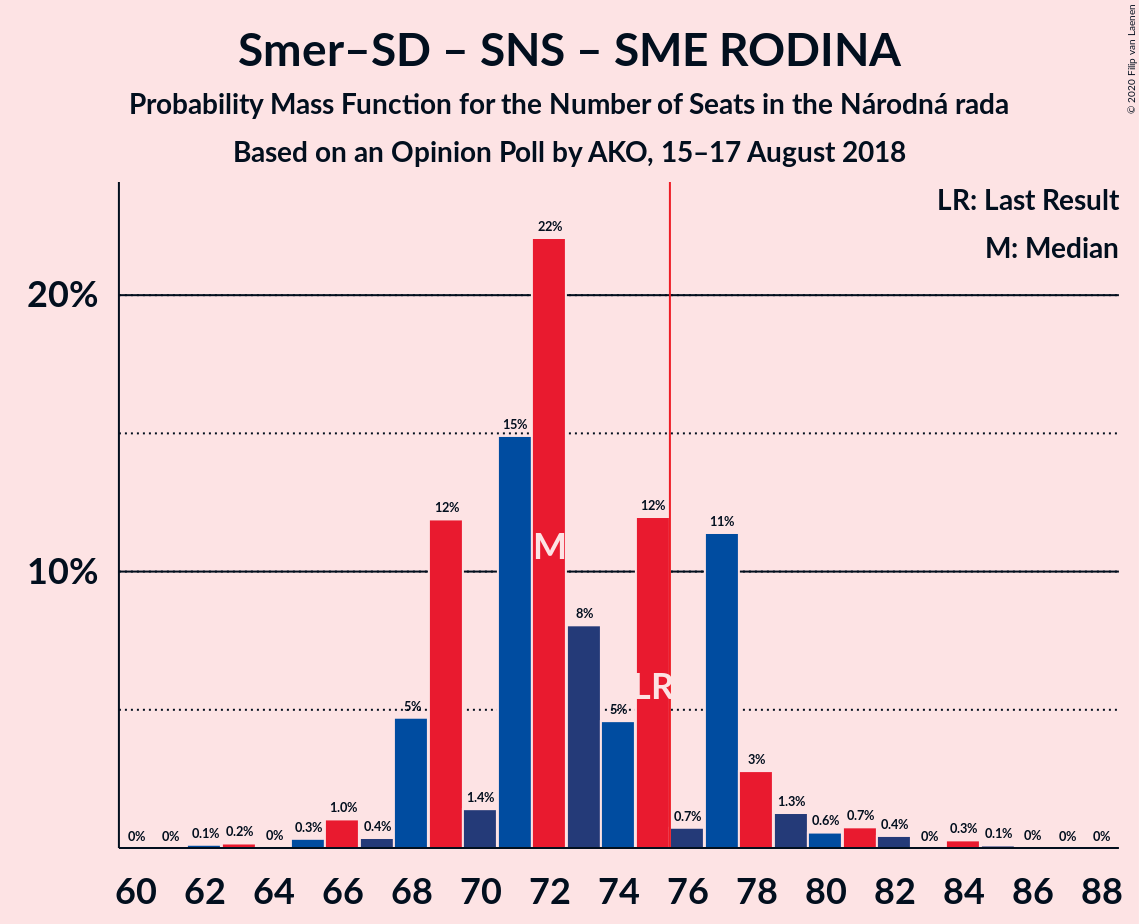 Smer–SD – SNS – SME RODINA
Probability Mass Function for the Number of Seats in the Národná rada
Based on an Opinion Poll by AKO, 15–17 August 2018
© 2020 Filip van Laenen
LR: Last Result
M: Median
20%
10%
0% 0% 0.1% 0.2% 0% 0.3% 1.0% 0.4% 5% 12% 1.4% 15% 22% 8% 5% 12% 0.7% 11% 3% 1.3% 0.6% 0.7% 0.4% 0% 0.3% 0.1% 0% 0% 0%
M
LR
60 62 64 66 68 70 72 74 76 78 80 82 84 86 88